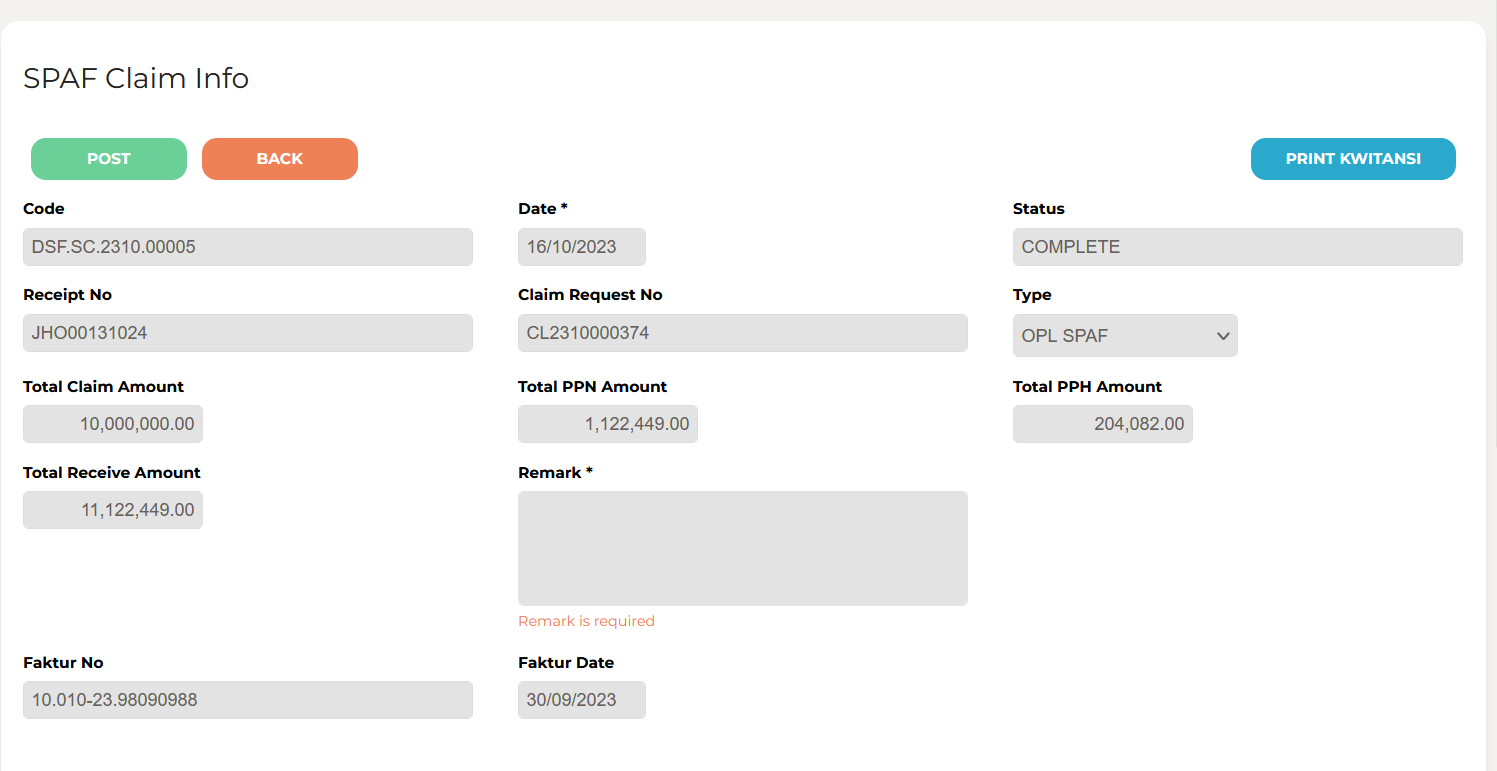 SPAF Claim Info
POST BACK PRINT KWITANSI
Code Date * Status
DSF.SC.2310.00005 16/10/2023 COMPLETE
Receipt No Claim Request No Type
JHO00131024 CL2310000374 OPL SPAF
Total Claim Amount Total PPN Amount Total PPH Amount
10,000,000.00 1,122,449.00 204,082.00
Total Receive Amount Remark *
11,122,449.00
Remark is required
Faktur No Faktur Date
10.010-23.98090988 30/09/2023